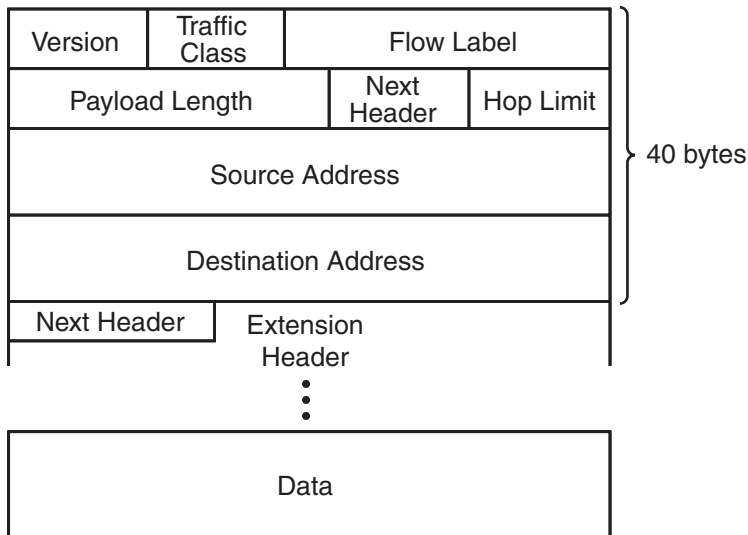 Version
Traffic
Class
Flow Label
Payload Length
Next
Header
Hop Limit
40 bytes
Source Address
Destination Address
Next Header
Extension
Header
Data